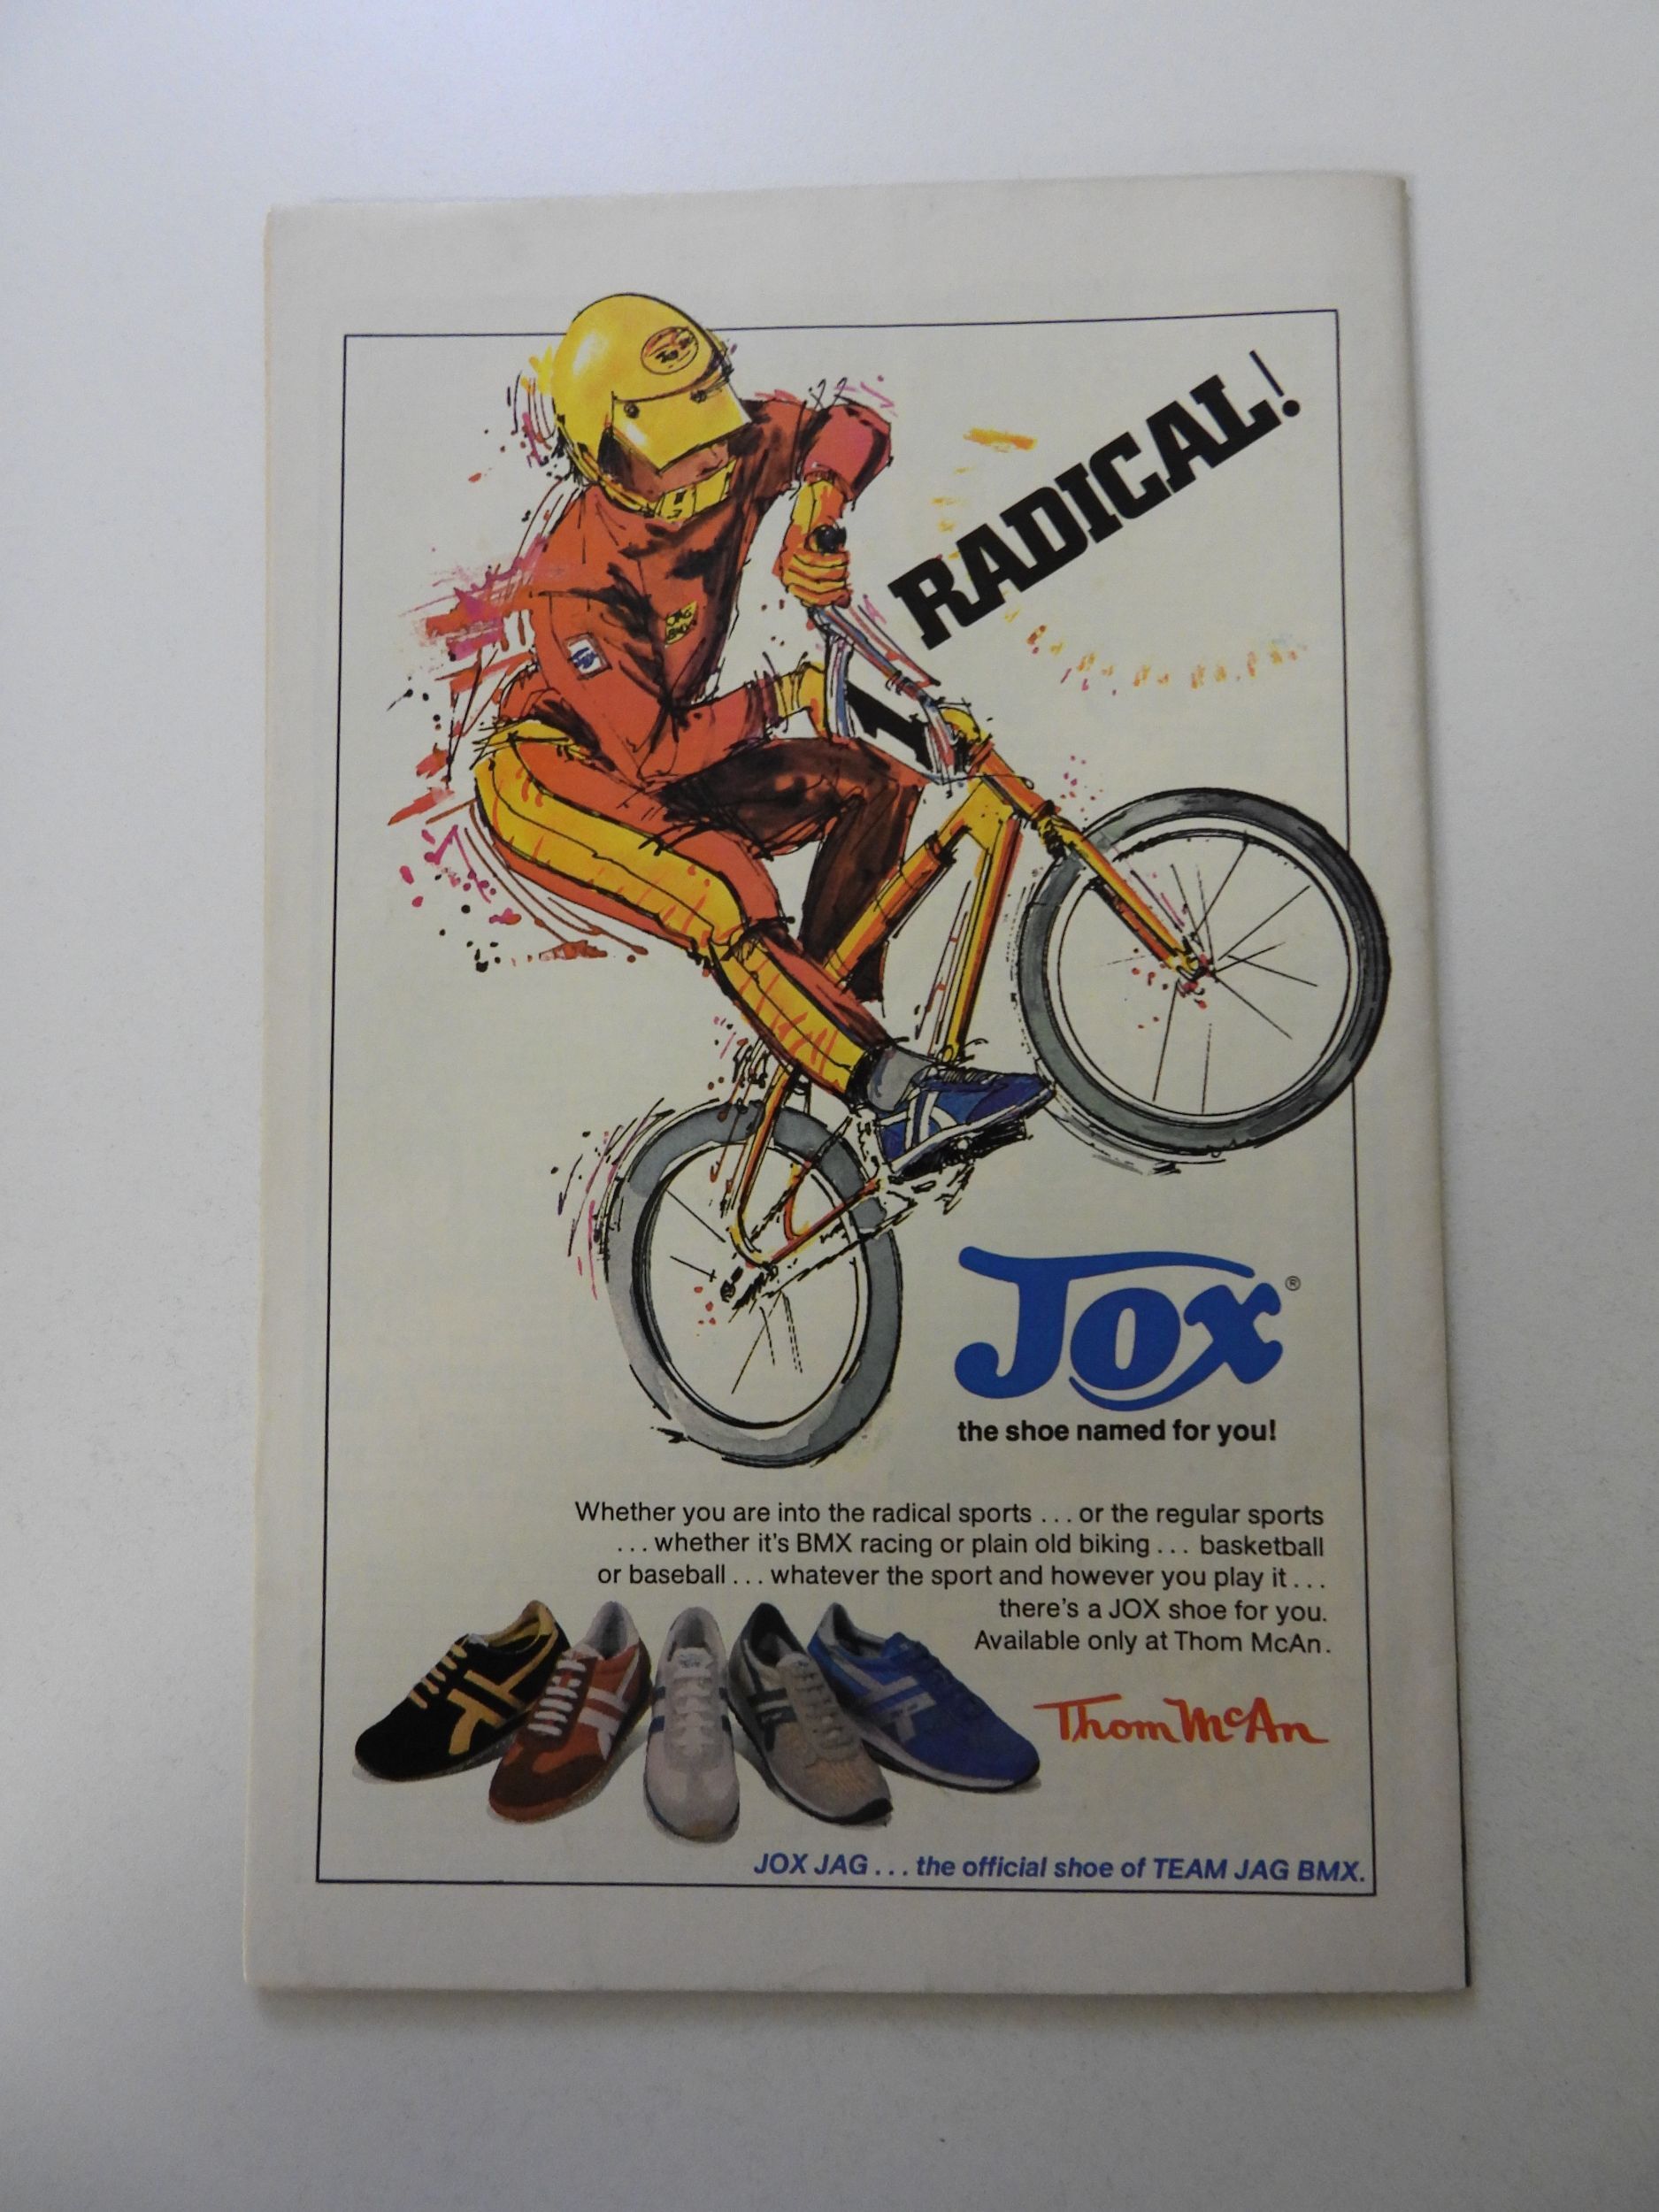 RADICAL!
JAG
BMX
Jox
Jox®
the shoe named for you!
Whether you are into the radical sports . . . or the regular sports
. . . whether it's BMX racing or plain old biking . . . basketball
or baseball . . . whatever the sport and however you play it . . .
there's a JOX shoe for you.
Available only at Thom McAn.
Thom McAn
JOX JAG . . . the official shoe of TEAM JAG BMX.